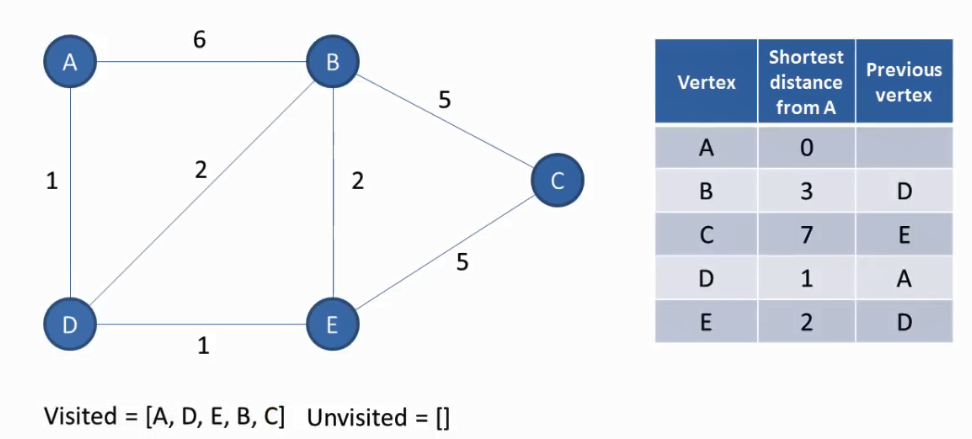 A
6
B
5
1
2
2
C
5
D
E
1
Vertex Shortest distance from A Previous vertex
A 0
B 3 D
C 7 E
D 1 A
E 2 D
Visited = [A, D, E, B, C] Unvisited = []